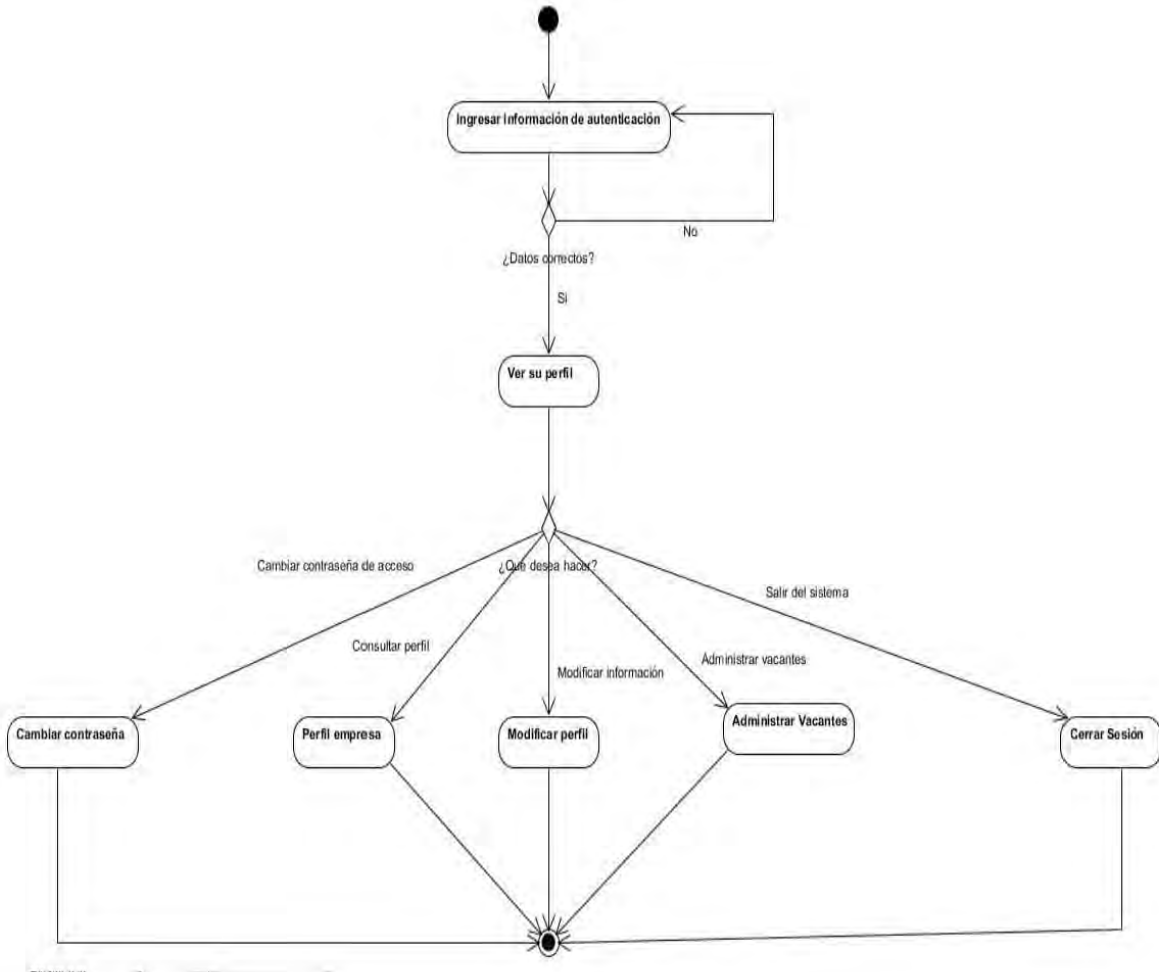 Ingresar Información de autenticación
No
¿Datos correctos?
Si
Ver su perfil
¿Que desea hacer?
Cambiar contraseña de acceso
Salir del sistema
Consultar perfil
Administrar vacantes
Modificar información
Cambiar contraseña
Perfil empresa
Modificar perfil
Administrar Vacantes
Cerrar Sesión